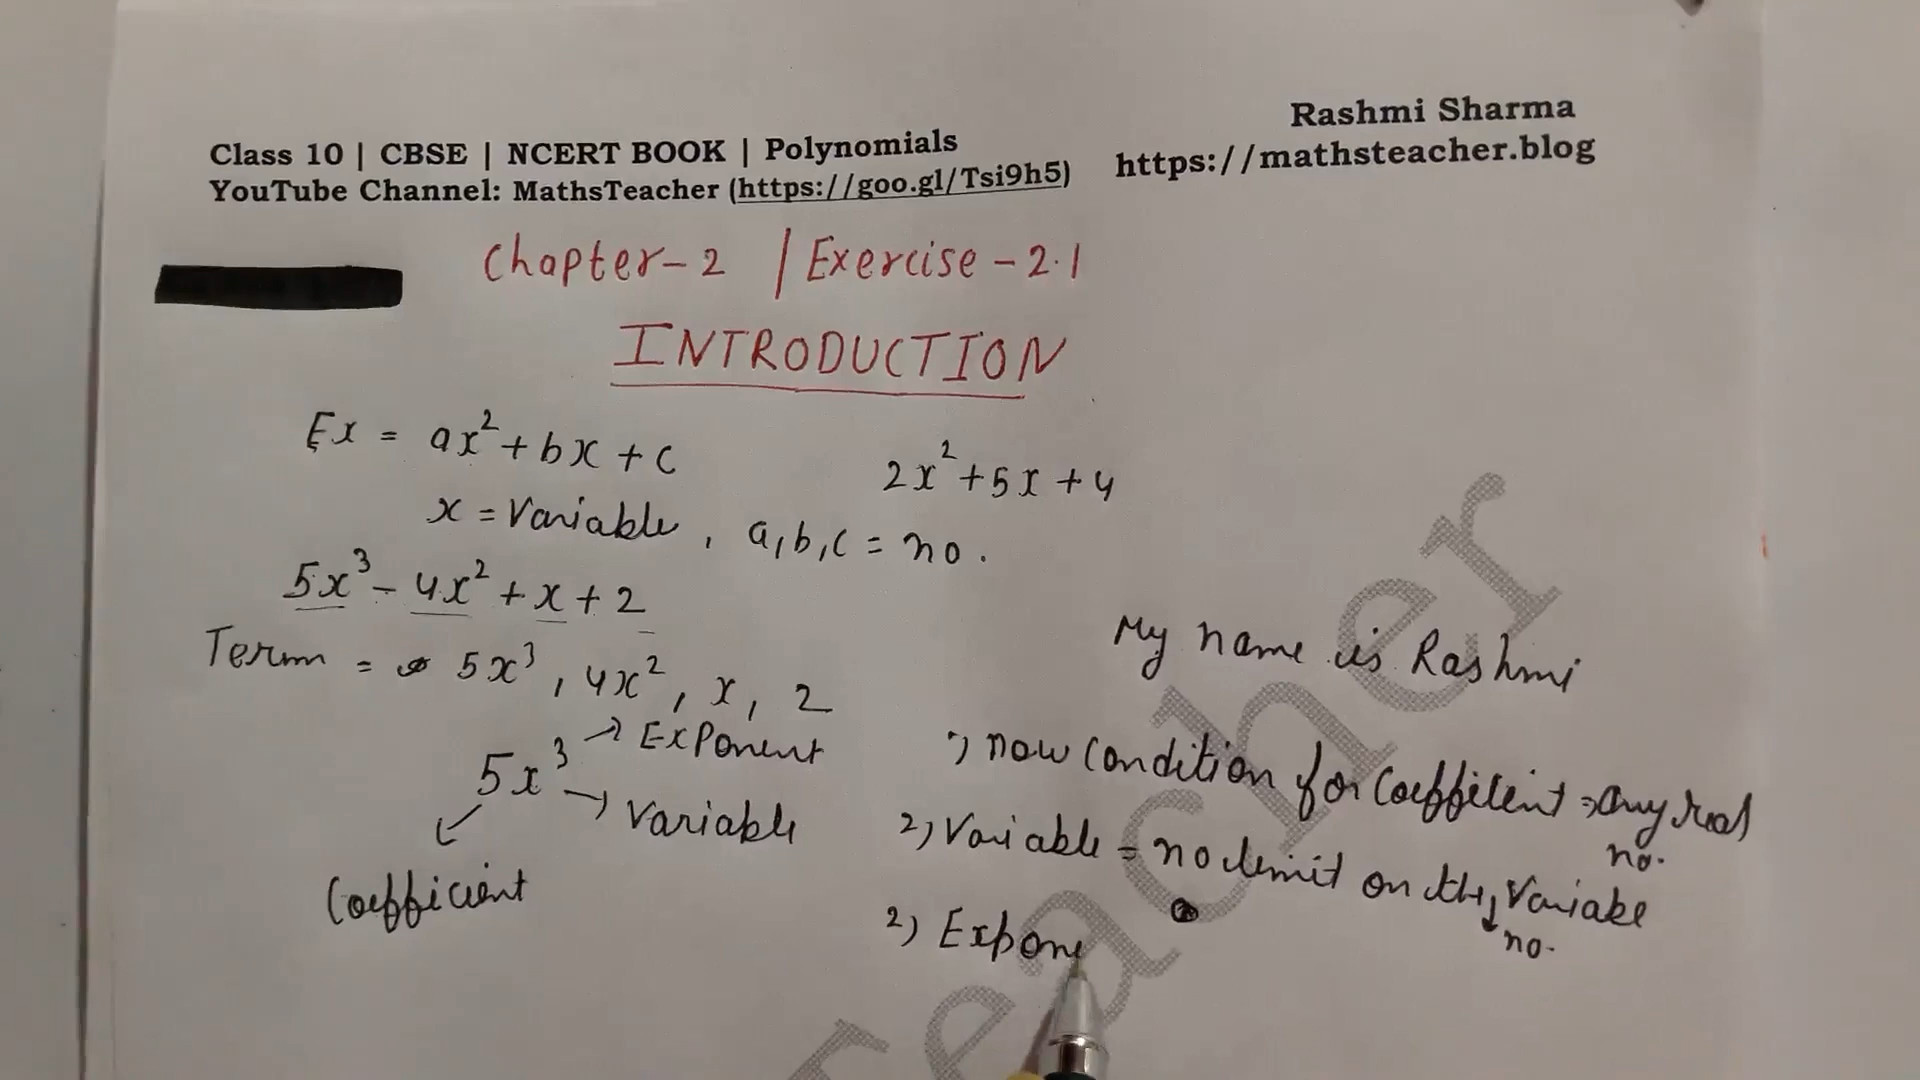 Rashmi Sharma
Class 10 | CBSE | NCERT BOOK | Polynomials
https://mathsteacher.blog
YouTube Channel: MathsTeacher (https://goo.gl/Tsi9h5)
Chapter-2 | Exercise-2.1
INTRODUCTION
Ex = ax²+bx+c
2x²+5x+4
x = Variable, a,b,c = no.
5x³-4x²+x+2
Term = 5x³, 4x², x, 2
My name is Rashmi
5x³ → Exponent
→ Variable
Coefficient
1) now condition for Coefficient = any real no.
2) Variable = no limit on the variable
no.
2) Expone
reacher